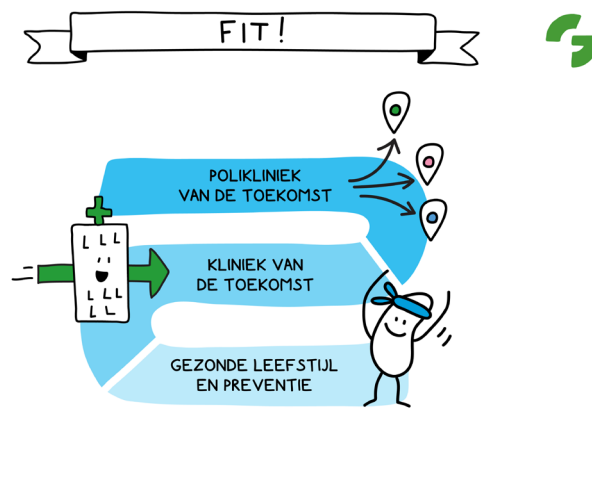 FIT!
POLIKLINIEK
VAN DE TOEKOMST
KLINIEK VAN
DE TOEKOMST
GEZONDE LEEFSTIJL
EN PREVENTIE